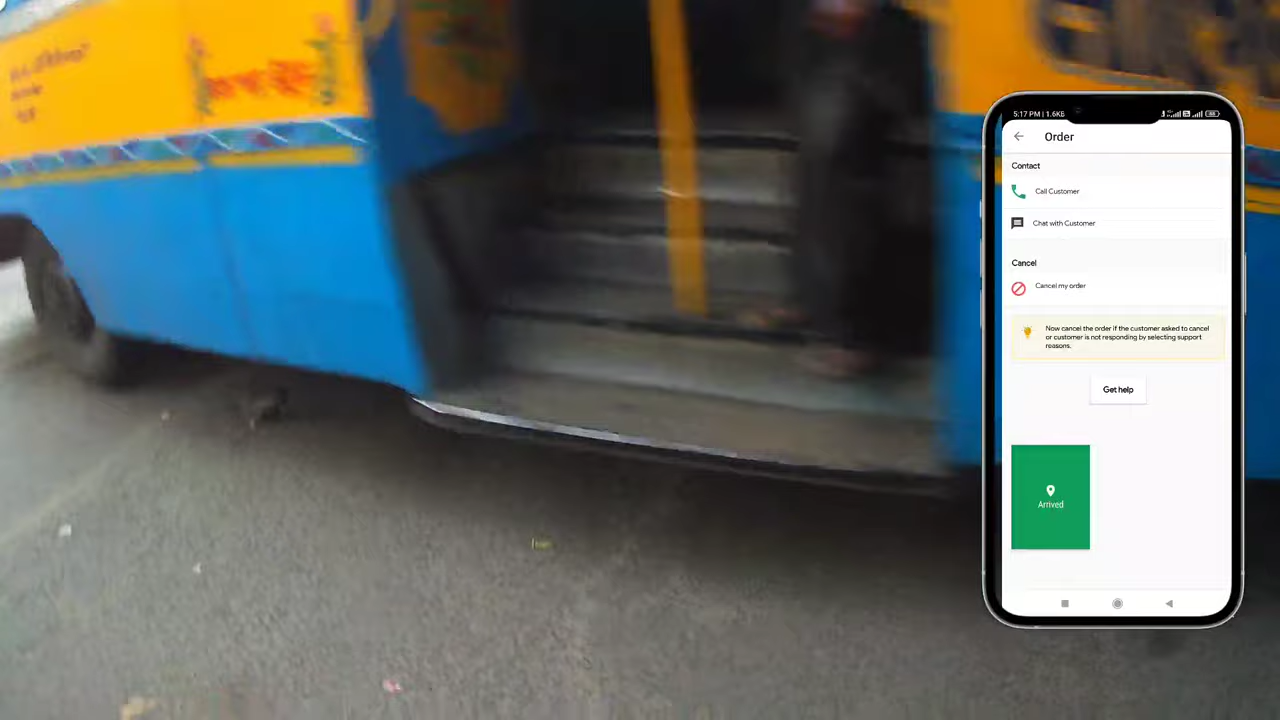 5:17 PM | 1.6KB
Order
Contact
Call Customer
Chat with Customer
Cancel
Cancel my order
Now cancel the order if the customer asked to cancel
or customer is not responding by selecting support
reasons.
Get help
Arrived